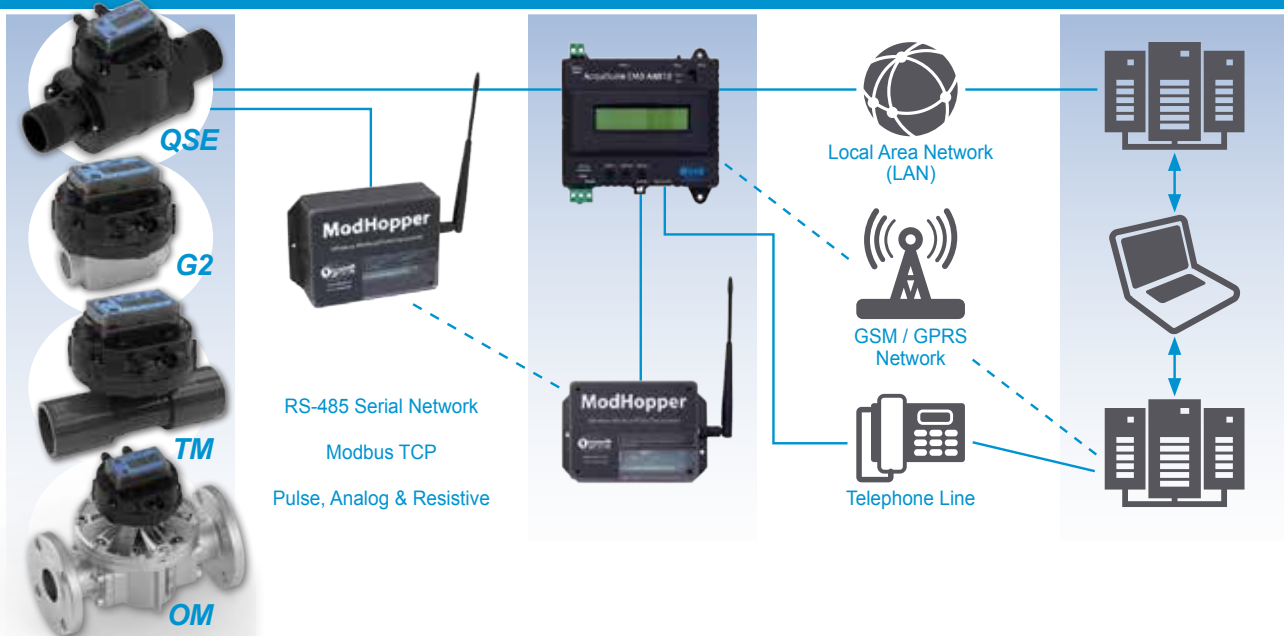 QSE
G2
TM
OM
ModHopper
RS-485 Serial Network
Modbus TCP
Pulse, Analog & Resistive
ModHopper
Local Area Network
(LAN)
GSM / GPRS
Network
Telephone Line